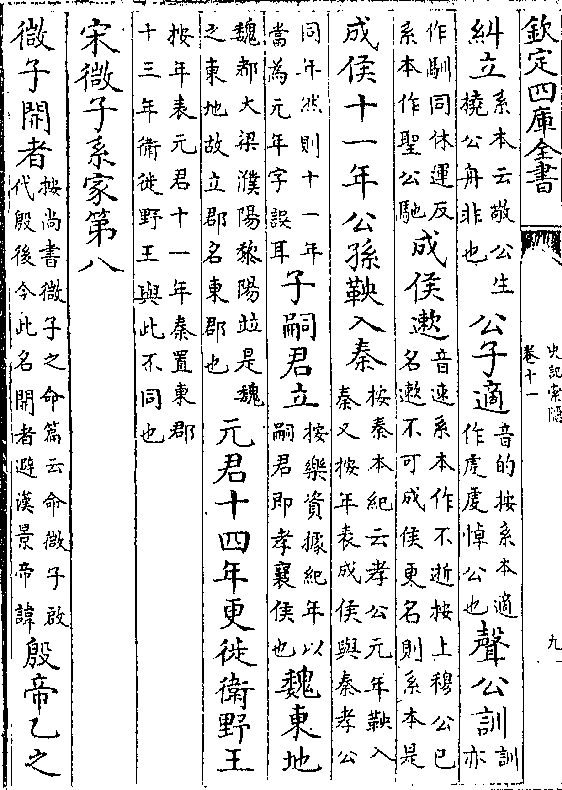 欽定四庫全書
史記索隱
卷十一
九
糾立系本云敬公生橈公舟非也公子適音的按系本適作虔虔悼公也聲公訓訓亦
作馴同休運反系本作聖公馳成侯遬音速系本作不逝按上穆公已名遬不可成侯更名則系本是
成侯十一年公孫鞅入秦按秦本紀云孝公元年鞅入秦又按年表成侯與秦孝公
同年然則十一年當為元年字誤耳子嗣君立按樂資據紀年以嗣君即孝襄侯也魏東地
魏都大梁濮陽黎陽竝是魏之東地故立郡名東郡也元君十四年更徙衛野王
按年表元君十一年秦置東郡十三年衛徙野王與此不同也
宋微子系家第八
微子開者按尚書微子之命篇云命微子啟代殷後今此名開者避漢景帝諱殷帝乙之